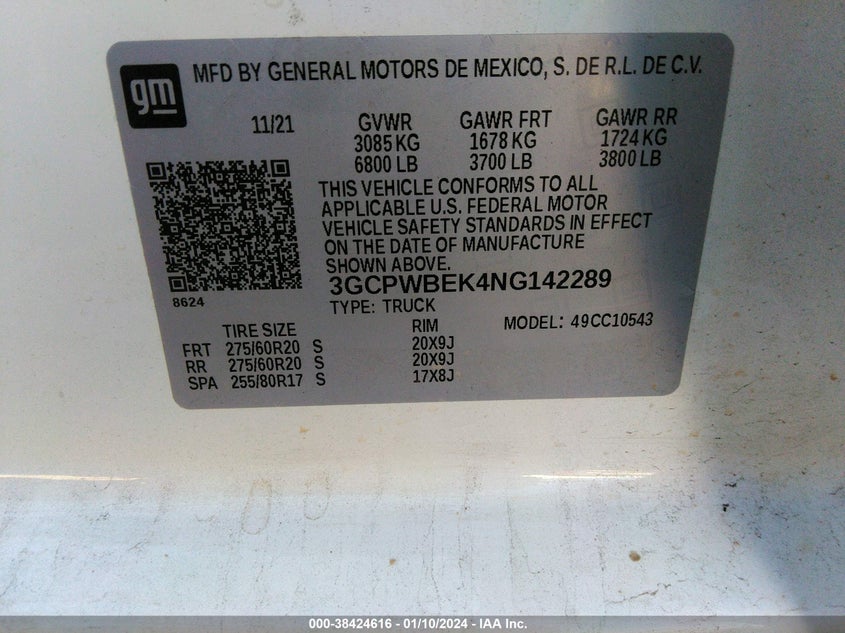 gm
MFD BY GENERAL MOTORS DE MEXICO, S. DE R.L. DE C.V.
11/21 GVWR GAWR FRT GAWR RR
3085 KG 1678 KG 1724 KG
6800 LB 3700 LB 3800 LB
THIS VEHICLE CONFORMS TO ALL
APPLICABLE U.S. FEDERAL MOTOR
VEHICLE SAFETY STANDARDS IN EFFECT
ON THE DATE OF MANUFACTURE
SHOWN ABOVE.
8624
3GCPWBEK4NG142289
TYPE: TRUCK
MODEL: 49CC10543
TIRE SIZE RIM
FRT 275/60R20 S 20X9J
RR 275/60R20 S 20X9J
SPA 255/80R17 S 17X8J
000-38424616 - 01/10/2024 - IAA Inc.